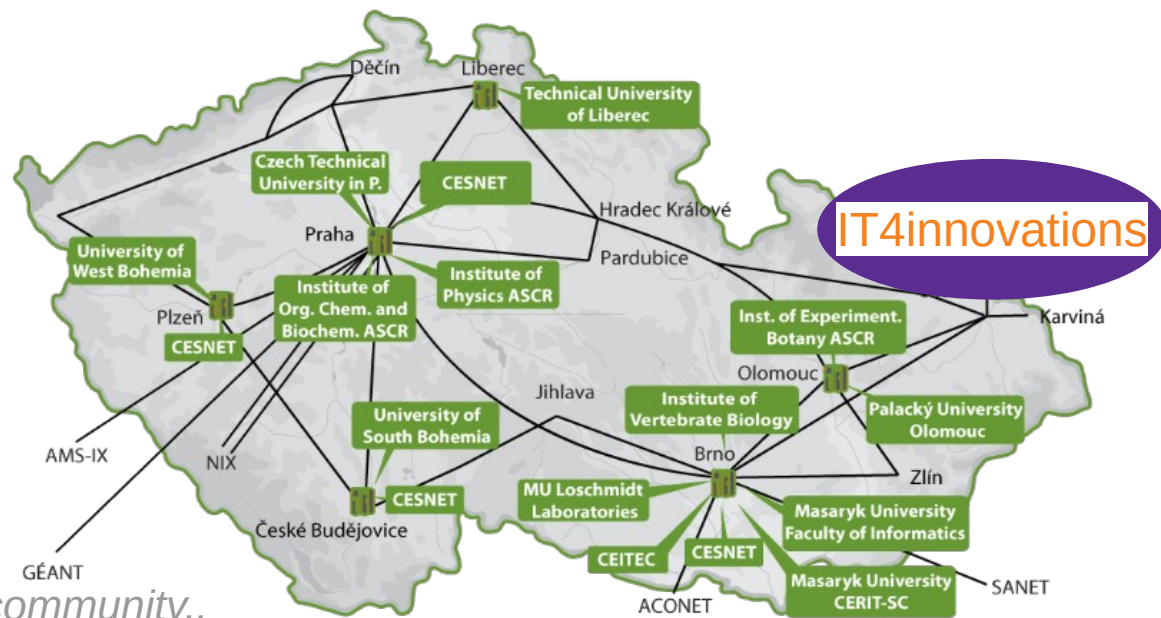 Děčín
Liberec
Technical University
of Liberec
Czech Technical
University in P.
CESNET
Hradec Králové
IT4innovations
Praha
Pardubice
University of
West Bohemia
Institute of
Physics ASCR
Institute of
Org. Chem. and
Biochem. ASCR
Plzeň
CESNET
Karviná
Inst. of Experiment.
Botany ASCR
Olomouc
Jihlava
Institute of
Vertebrate Biology
Palacký University
Olomouc
University of
South Bohemia
AMS-IX
NIX
Brno
Zlín
CESNET
MU Loschmidt
Laboratories
Masaryk University
Faculty of Informatics
České Budějovice
CEITEC
CESNET
GÉANT
Masaryk University
CERIT-SC
SANET
ACONET
community..